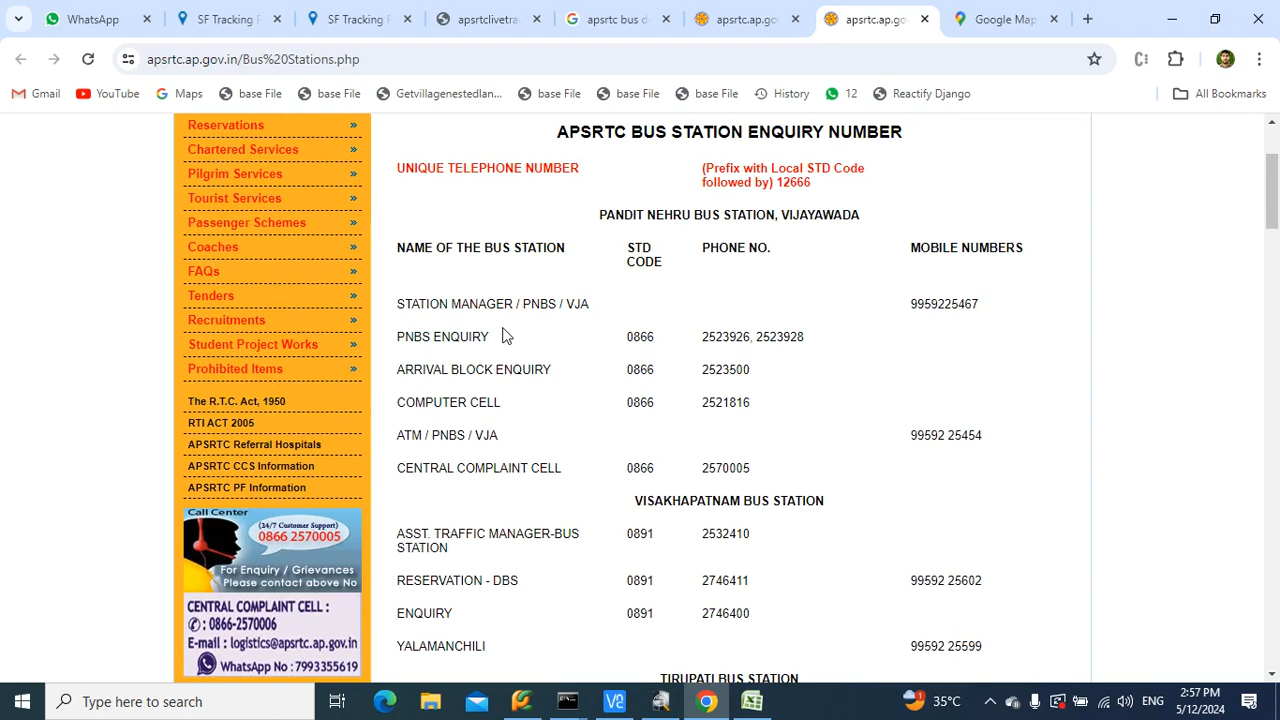 WhatsApp
SF Tracking
SF Tracking
apsrtclivetra
apsrtc bus d
apsrtc.ap.gov
apsrtc.ap.gov
Google Map
apsrtc.ap.gov.in/Bus%20Stations.php
Gmail
YouTube
Maps
base File
base File
Getvillagenestedlan...
base File
base File
base File
History
12
Reactify Django
All Bookmarks
Reservations »
Chartered Services »
Pilgrim Services »
Tourist Services »
Passenger Schemes »
Coaches »
FAQs »
Tenders »
Recruitments »
Student Project Works »
Prohibited Items »
The R.T.C. Act, 1950
RTI ACT 2005
APSRTC Referral Hospitals
APSRTC CCS Information
APSRTC PF Information
Call Center
(24/7 Customer Support)
0866 2570005
For Enquiry / Grievances
Please contact above No
CENTRAL COMPLAINT CELL :
: 0866-2570006
E-mail : logistics@apsrtc.ap.gov.in
WhatsApp No : 7993355619
APSRTC BUS STATION ENQUIRY NUMBER
UNIQUE TELEPHONE NUMBER (Prefix with Local STD Code
followed by) 12666
PANDIT NEHRU BUS STATION, VIJAYAWADA
NAME OF THE BUS STATION STD PHONE NO. MOBILE NUMBERS
CODE
STATION MANAGER / PNBS / VJA 9959225467
PNBS ENQUIRY 0866 2523926, 2523928
ARRIVAL BLOCK ENQUIRY 0866 2523500
COMPUTER CELL 0866 2521816
ATM / PNBS / VJA 99592 25454
CENTRAL COMPLAINT CELL 0866 2570005
VISAKHAPATNAM BUS STATION
ASST. TRAFFIC MANAGER-BUS 0891 2532410
STATION
RESERVATION - DBS 0891 2746411 99592 25602
ENQUIRY 0891 2746400
YALAMANCHILI 99592 25599
TIRUPATI BUS STATION
Type here to search
35°C
ENG
2:57 PM
5/12/2024